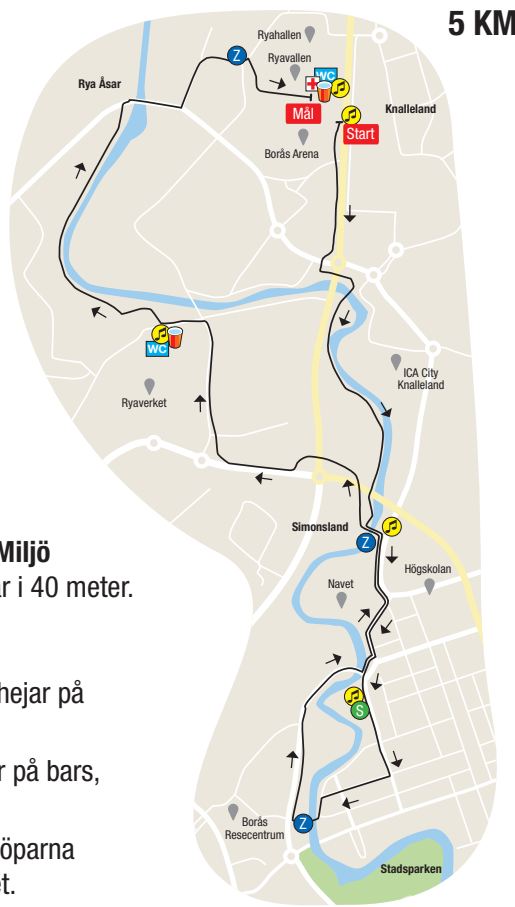 5 KM
Ryahallen
Z
Ryavallen
Rya Åsar
WC
Knalleland
Mål
Start
Borås Arena
WC
ICA City
Knalleland
Ryaverket
Simonsland
Z
Högskolan
Navet
S
Z
Borås
Resecentrum
Stadsparken
Miljö
r i 40 meter.
hejar på
r på bars,
öparna
et.